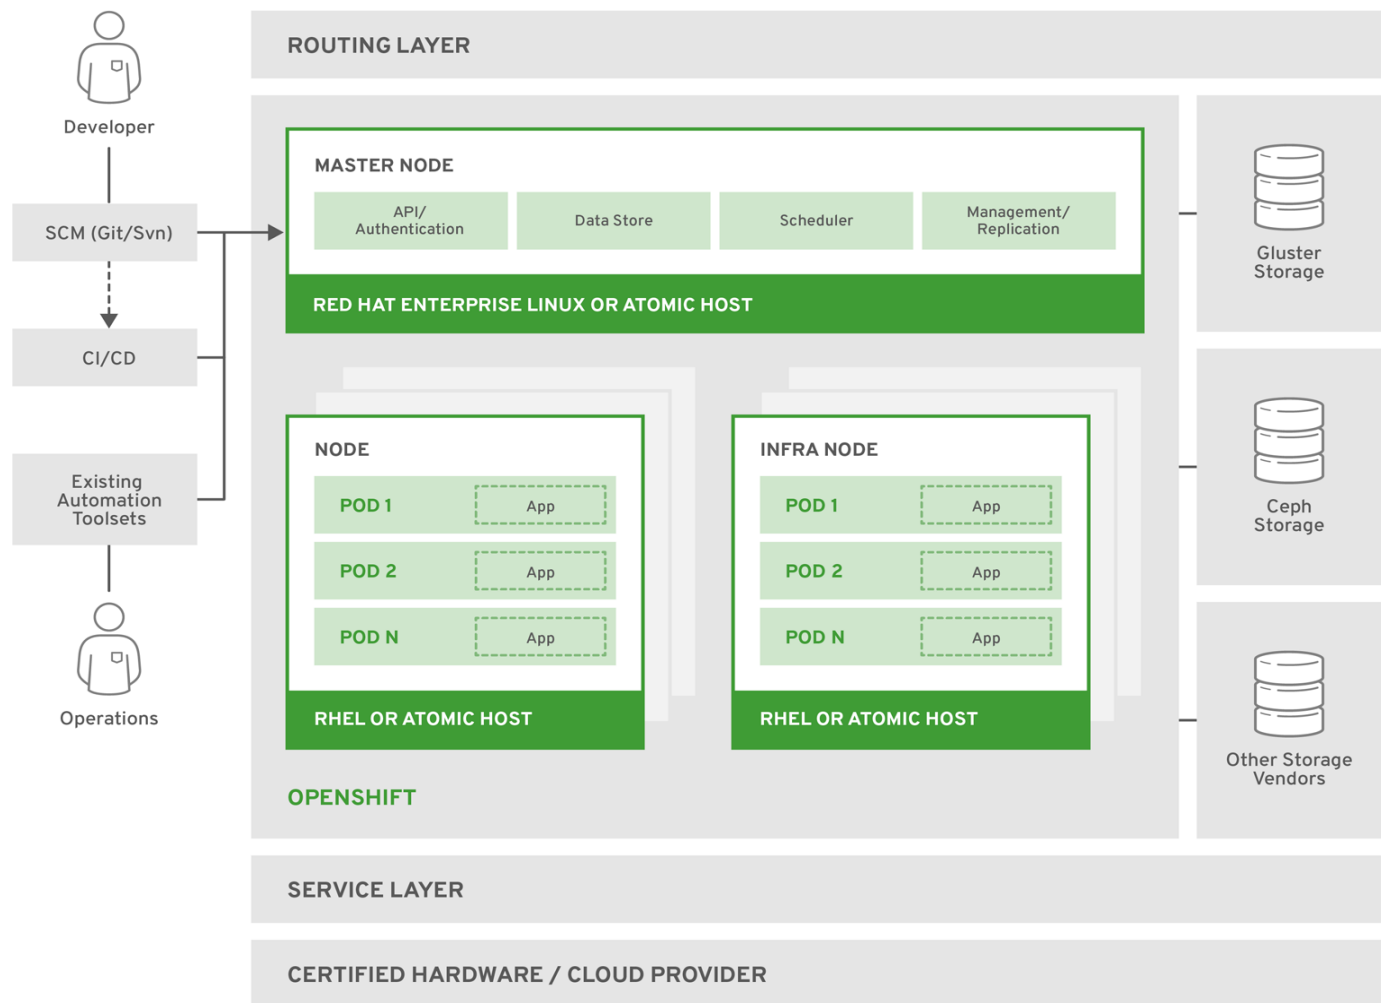 ROUTING LAYER
Developer
SCM (Git/Svn)
CI/CD
Existing
Automation
Toolsets
Operations
MASTER NODE
API/
Authentication
Data Store
Scheduler
Management/
Replication
RED HAT ENTERPRISE LINUX OR ATOMIC HOST
NODE
POD 1
App
POD 2
App
POD N
App
RHEL OR ATOMIC HOST
INFRA NODE
POD 1
App
POD 2
App
POD N
App
RHEL OR ATOMIC HOST
OPENSHIFT
Gluster
Storage
Ceph
Storage
Other Storage
Vendors
SERVICE LAYER
CERTIFIED HARDWARE / CLOUD PROVIDER